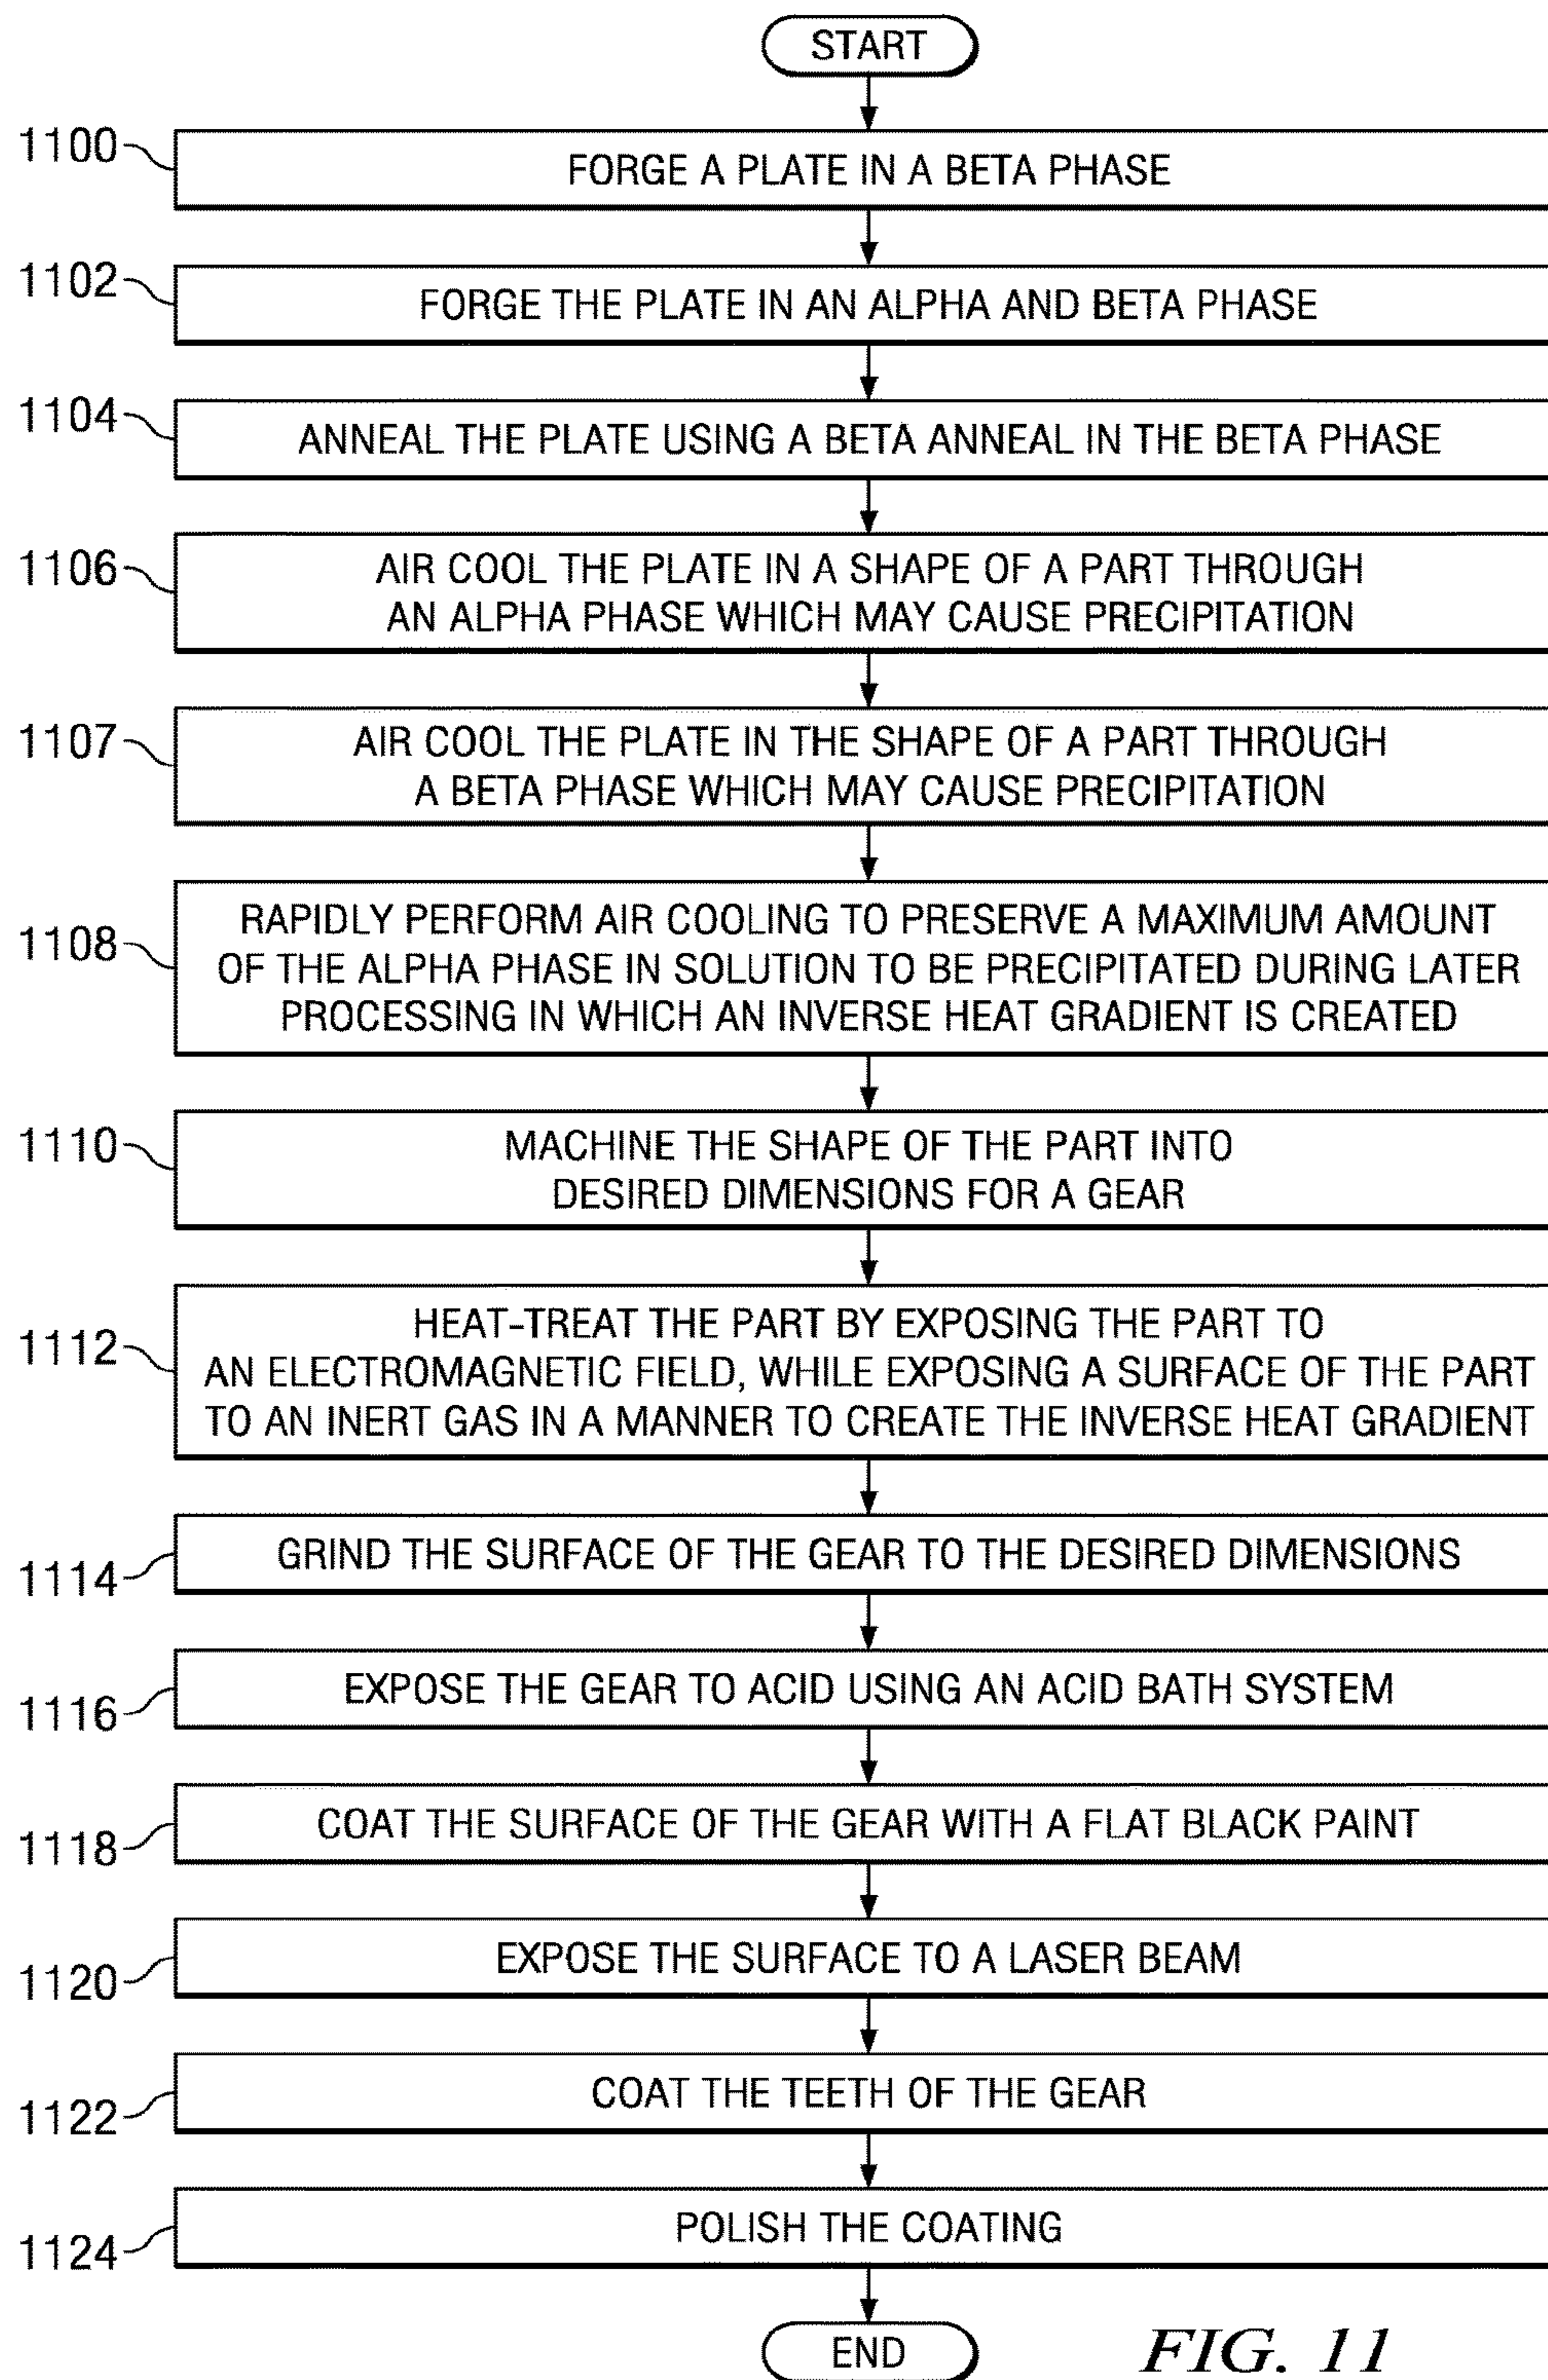 START
1100
FORGE A PLATE IN A BETA PHASE
1102
FORGE THE PLATE IN AN ALPHA AND BETA PHASE
1104
ANNEAL THE PLATE USING A BETA ANNEAL IN THE BETA PHASE
1106
AIR COOL THE PLATE IN A SHAPE OF A PART THROUGH
AN ALPHA PHASE WHICH MAY CAUSE PRECIPITATION
1107
AIR COOL THE PLATE IN THE SHAPE OF A PART THROUGH
A BETA PHASE WHICH MAY CAUSE PRECIPITATION
1108
RAPIDLY PERFORM AIR COOLING TO PRESERVE A MAXIMUM AMOUNT
OF THE ALPHA PHASE IN SOLUTION TO BE PRECIPITATED DURING LATER
PROCESSING IN WHICH AN INVERSE HEAT GRADIENT IS CREATED
1110
MACHINE THE SHAPE OF THE PART INTO
DESIRED DIMENSIONS FOR A GEAR
1112
HEAT-TREAT THE PART BY EXPOSING THE PART TO
AN ELECTROMAGNETIC FIELD, WHILE EXPOSING A SURFACE OF THE PART
TO AN INERT GAS IN A MANNER TO CREATE THE INVERSE HEAT GRADIENT
1114
GRIND THE SURFACE OF THE GEAR TO THE DESIRED DIMENSIONS
1116
EXPOSE THE GEAR TO ACID USING AN ACID BATH SYSTEM
1118
COAT THE SURFACE OF THE GEAR WITH A FLAT BLACK PAINT
1120
EXPOSE THE SURFACE TO A LASER BEAM
1122
COAT THE TEETH OF THE GEAR
1124
POLISH THE COATING
END
FIG. 11